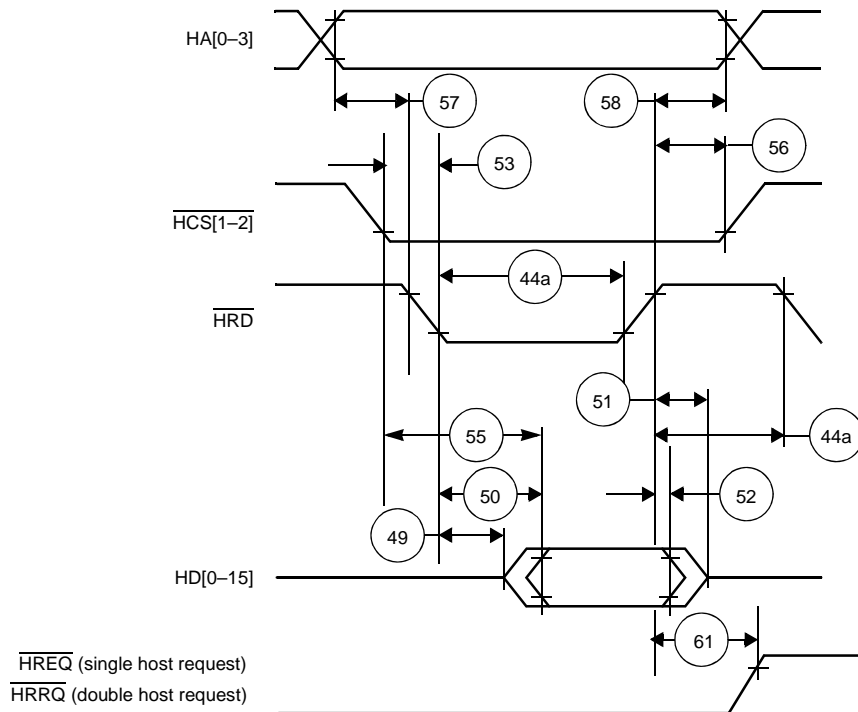 HA[0–3]
57
58
53
56
HCS[1–2]
44a
HRD
51
55
44a
50
52
49
HD[0–15]
61
HREQ (single host request)
HRRQ (double host request)